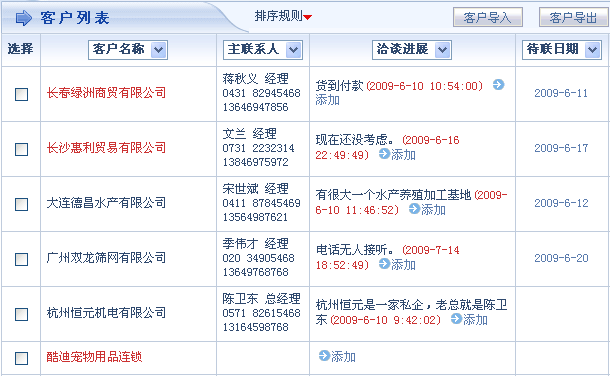 客户列表
排序规则
客户导入
客户导出
选择
客户名称
主联系人
洽谈进展
待联日期
长春绿洲商贸有限公司
蒋秋义 经理
0431 82945468
13646947856
货到付款(2009-6-10 10:54:00)
添加
2009-6-11
长沙惠利贸易有限公司
文兰 经理
0731 2232314
13846975972
现在还没考虑。(2009-6-16
22:49:49) 添加
2009-6-17
大连德昌水产有限公司
宋世斌 经理
0411 87845469
13564987621
有很大一个水产养殖加工基地(2009-
6-10 11:46:52) 添加
2009-6-12
广州双龙筛网有限公司
季伟才 经理
020 34905468
13649768768
电话无人接听。(2009-7-14
18:52:49) 添加
2009-6-20
杭州恒元机电有限公司
陈卫东 总经理
0571 82615468
13164598768
杭州恒元是一家私企，老总就是陈卫
东(2009-6-10 9:42:02) 添加
酷迪宠物用品连锁
添加